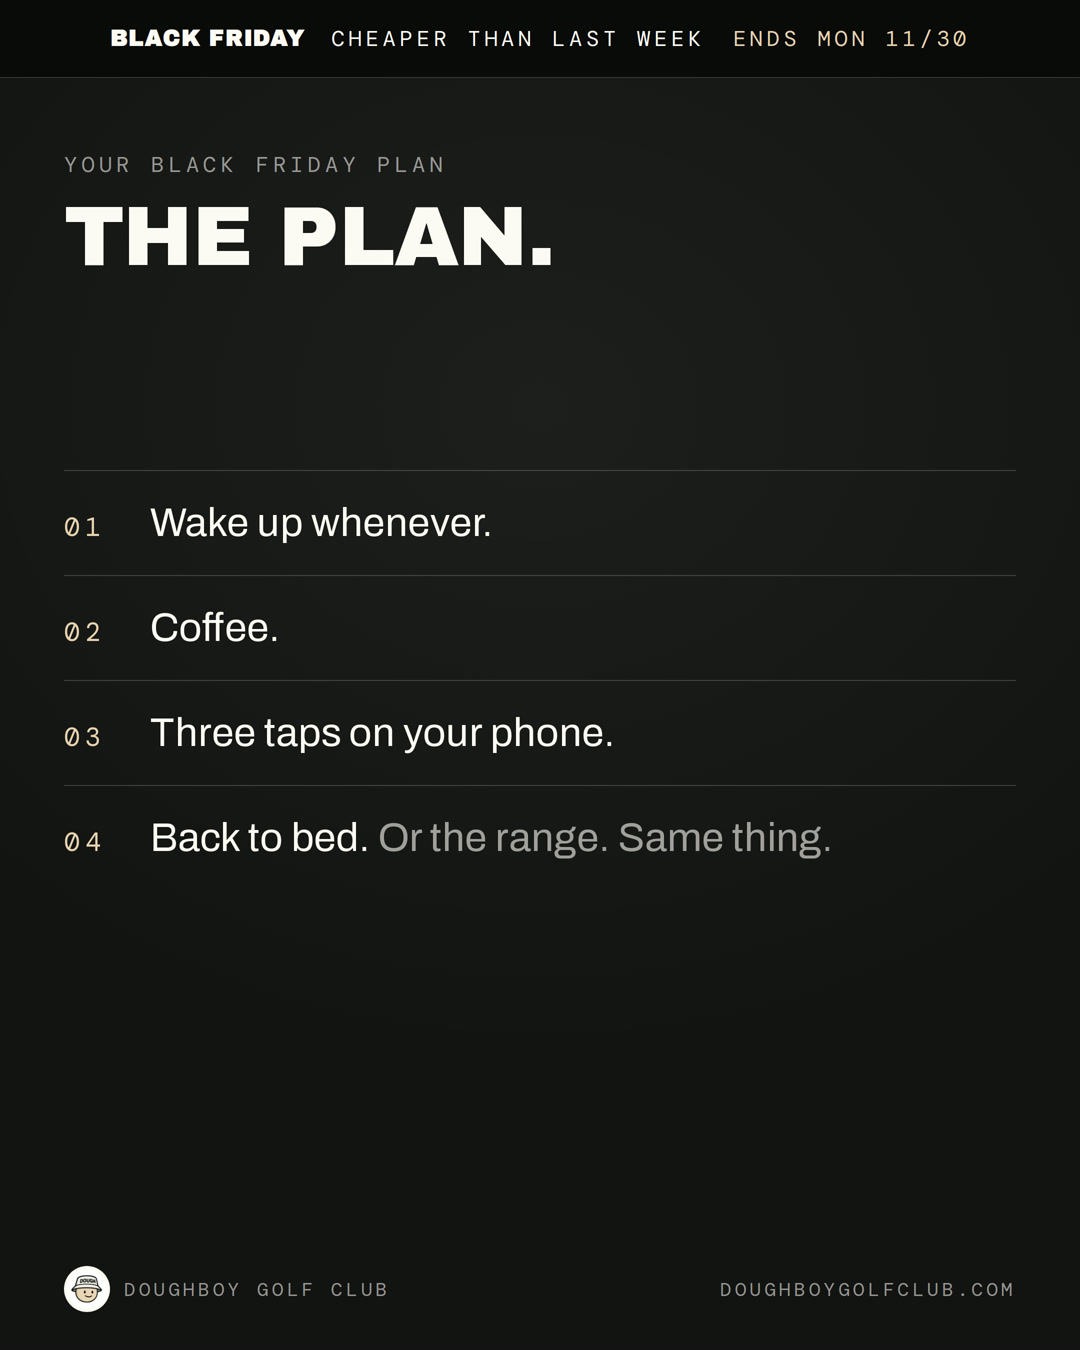 BLACK FRIDAY CHEAPER THAN LAST WEEK ENDS MON 11/30
YOUR BLACK FRIDAY PLAN
THE PLAN.
01 Wake up whenever.
02 Coffee.
03 Three taps on your phone.
04 Back to bed. Or the range. Same thing.
DOUGH
DOUGHBOY GOLF CLUB
DOUGHBOYGOLFCLUB.COM